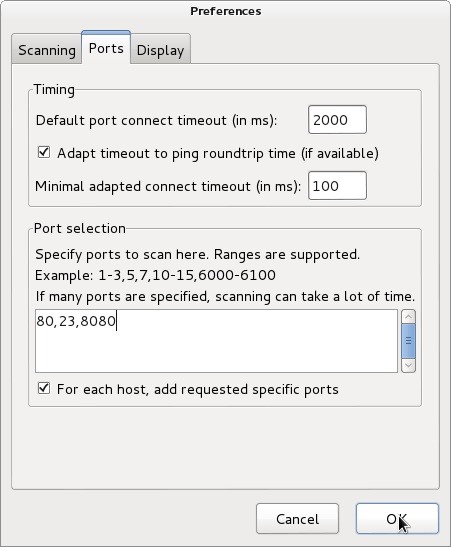 Preferences
Scanning Ports Display
Timing
Default port connect timeout (in ms): 2000
Adapt timeout to ping roundtrip time (if available)
Minimal adapted connect timeout (in ms): 100
Port selection
Specify ports to scan here. Ranges are supported.
Example: 1-3,5,7,10-15,6000-6100
If many ports are specified, scanning can take a lot of time.
80,23,8080
For each host, add requested specific ports
Cancel OK